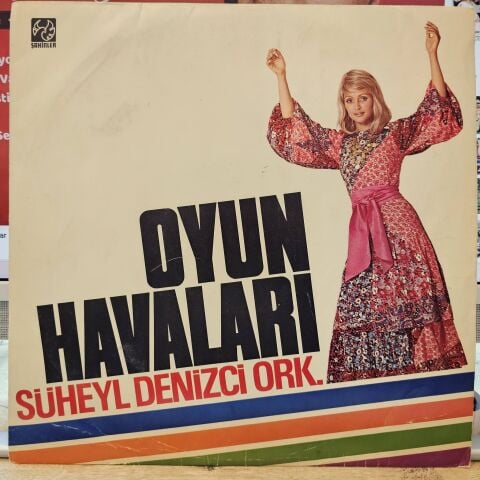 ŞAHİNLER
OYUN
HAVALARI
SÜHEYL DENİZCİ ORK.